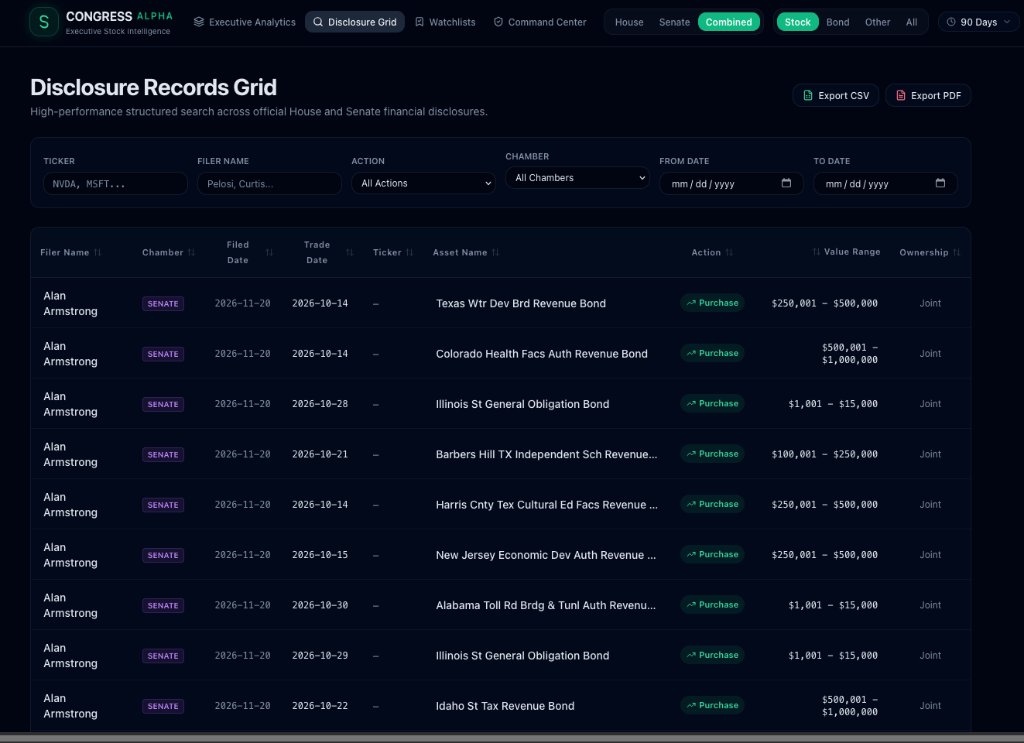 S CONGRESS ALPHA
Executive Stock Intelligence
Executive Analytics Disclosure Grid Watchlists Command Center House Senate Combined Stock Bond Other All 90 Days
Disclosure Records Grid
High-performance structured search across official House and Senate financial disclosures.
Export CSV Export PDF
TICKER FILER NAME ACTION CHAMBER FROM DATE TO DATE
NVDA, MSFT... Pelosi, Curtis... All Actions All Chambers mm/dd/yyyy mm/dd/yyyy
Filer Name Chamber Filed Date Trade Date Ticker Asset Name Action Value Range Ownership
Alan Armstrong SENATE 2026-11-20 2026-10-14 — Texas Wtr Dev Brd Revenue Bond Purchase $250,001 – $500,000 Joint
Alan Armstrong SENATE 2026-11-20 2026-10-14 — Colorado Health Facs Auth Revenue Bond Purchase $500,001 – $1,000,000 Joint
Alan Armstrong SENATE 2026-11-20 2026-10-28 — Illinois St General Obligation Bond Purchase $1,001 – $15,000 Joint
Alan Armstrong SENATE 2026-11-20 2026-10-21 — Barbers Hill TX Independent Sch Revenue... Purchase $100,001 – $250,000 Joint
Alan Armstrong SENATE 2026-11-20 2026-10-14 — Harris Cnty Tex Cultural Ed Facs Revenue ... Purchase $250,001 – $500,000 Joint
Alan Armstrong SENATE 2026-11-20 2026-10-15 — New Jersey Economic Dev Auth Revenue ... Purchase $250,001 – $500,000 Joint
Alan Armstrong SENATE 2026-11-20 2026-10-30 — Alabama Toll Rd Brdg & Tunl Auth Revenu... Purchase $1,001 – $15,000 Joint
Alan Armstrong SENATE 2026-11-20 2026-10-29 — Illinois St General Obligation Bond Purchase $1,001 – $15,000 Joint
Alan Armstrong SENATE 2026-11-20 2026-10-22 — Idaho St Tax Revenue Bond Purchase $500,001 – $1,000,000 Joint